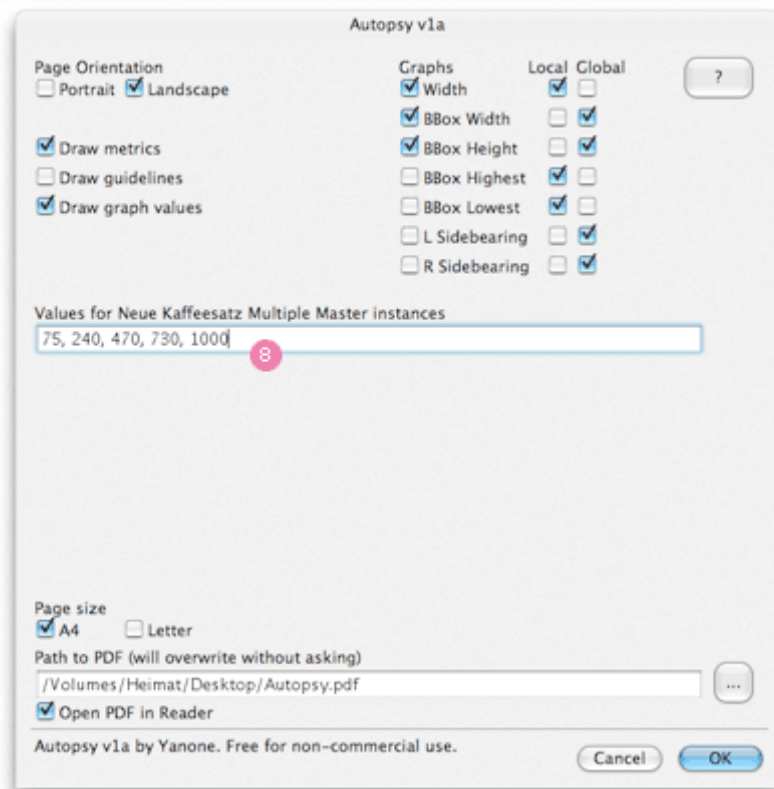 Autopsy v1a
Page Orientation
Portrait Landscape
Draw metrics
Draw guidelines
Draw graph values
Graphs Local Global
Width
BBox Width
BBox Height
BBox Highest
BBox Lowest
L Sidebearing
R Sidebearing
?
Values for Neue Kaffeesatz Multiple Master instances
75, 240, 470, 730, 1000
8
Page size
A4 Letter
Path to PDF (will overwrite without asking)
/Volumes/Heimat/Desktop/Autopsy.pdf
...
Open PDF in Reader
Autopsy v1a by Yanone. Free for non-commercial use.
Cancel OK